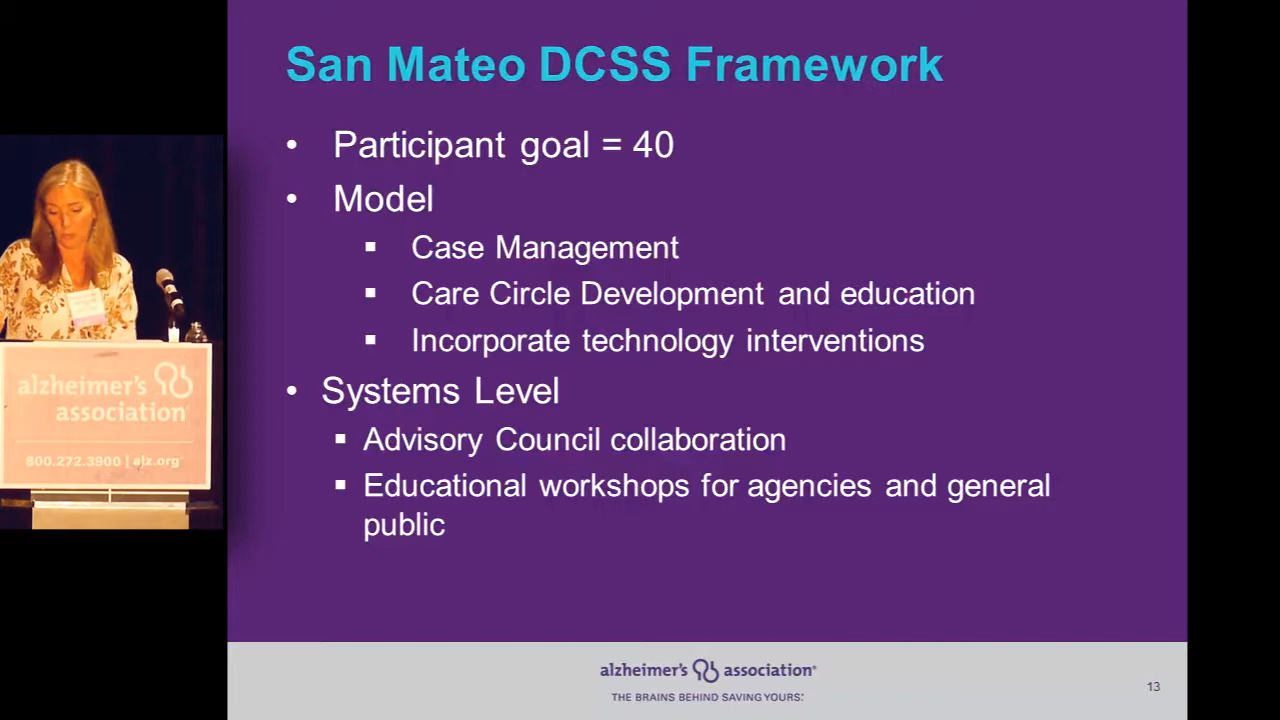 San Mateo DCSS Framework
• Participant goal = 40
• Model
▪ Case Management
▪ Care Circle Development and education
▪ Incorporate technology interventions
• Systems Level
▪ Advisory Council collaboration
▪ Educational workshops for agencies and general
public
alzheimer's association®
THE BRAINS BEHIND SAVING YOURS:
13
alzheimer's
association®
800.272.3900 | alz.org®